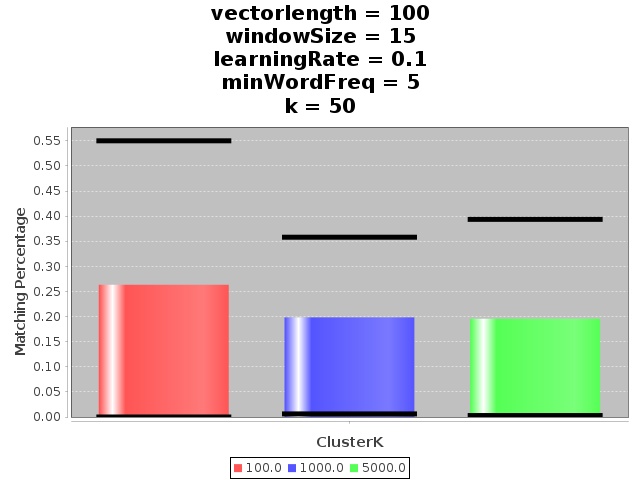 vectorlength = 100
windowSize = 15
learningRate = 0.1
minWordFreq = 5
k = 50
0.55
0.50
0.45
0.40
0.35
0.30
0.25
0.20
0.15
0.10
0.05
0.00
Matching Percentage
ClusterK
100.0 1000.0 5000.0